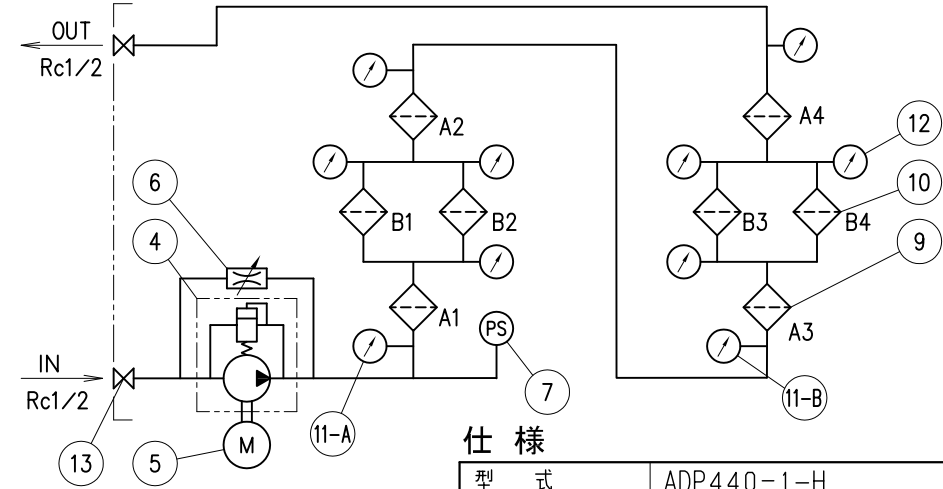 OUT
Rc1/2
A2
A4
12
6
B1
B2
B3
B4
10
4
9
A1
PS
A3
IN
Rc1/2
7
11-A
11-B
13
5
M
仕 様
型 式
ADP440-1-H